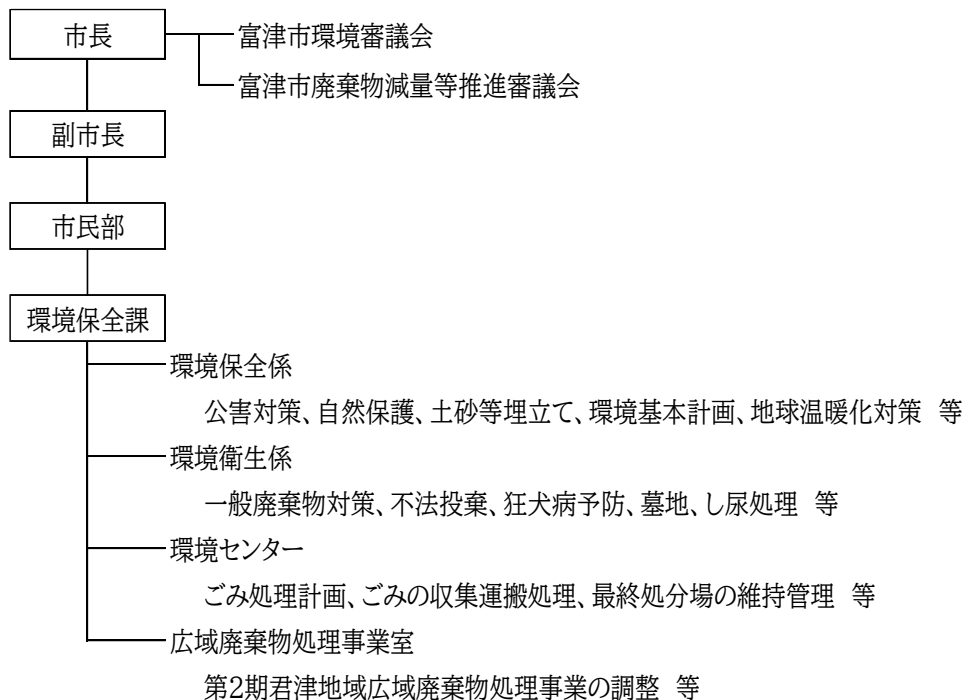 市長
富津市環境審議会
富津市廃棄物減量等推進審議会
副市長
市民部
環境保全課
環境保全係
公害対策、自然保護、土砂等埋立て、環境基本計画、地球温暖化対策 等
環境衛生係
一般廃棄物対策、不法投棄、狂犬病予防、墓地、し尿処理 等
環境センター
ごみ処理計画、ごみの収集運搬処理、最終処分場の維持管理 等
広域廃棄物処理事業室
第2期君津地域広域廃棄物処理事業の調整 等